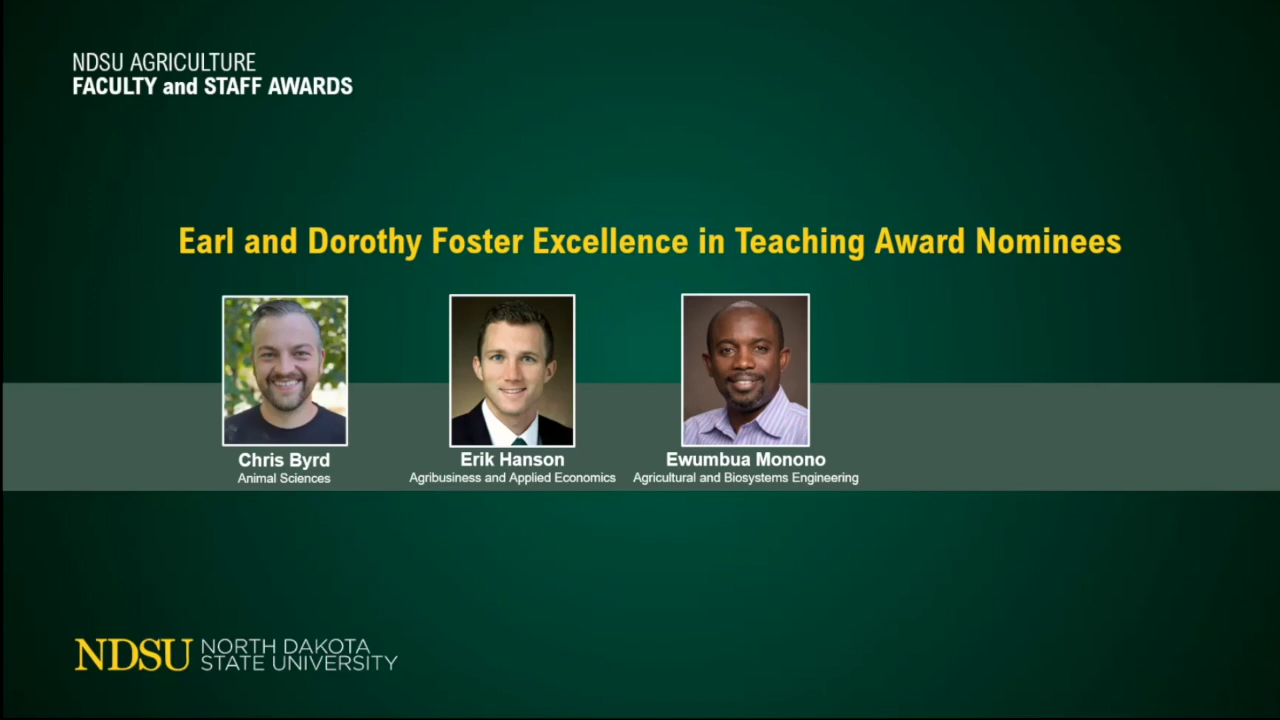 NDSU AGRICULTURE
FACULTY and STAFF AWARDS
Earl and Dorothy Foster Excellence in Teaching Award Nominees
Chris Byrd
Animal Sciences
Erik Hanson
Agribusiness and Applied Economics
Ewumbua Monono
Agricultural and Biosystems Engineering
NDSU NORTH DAKOTA
STATE UNIVERSITY